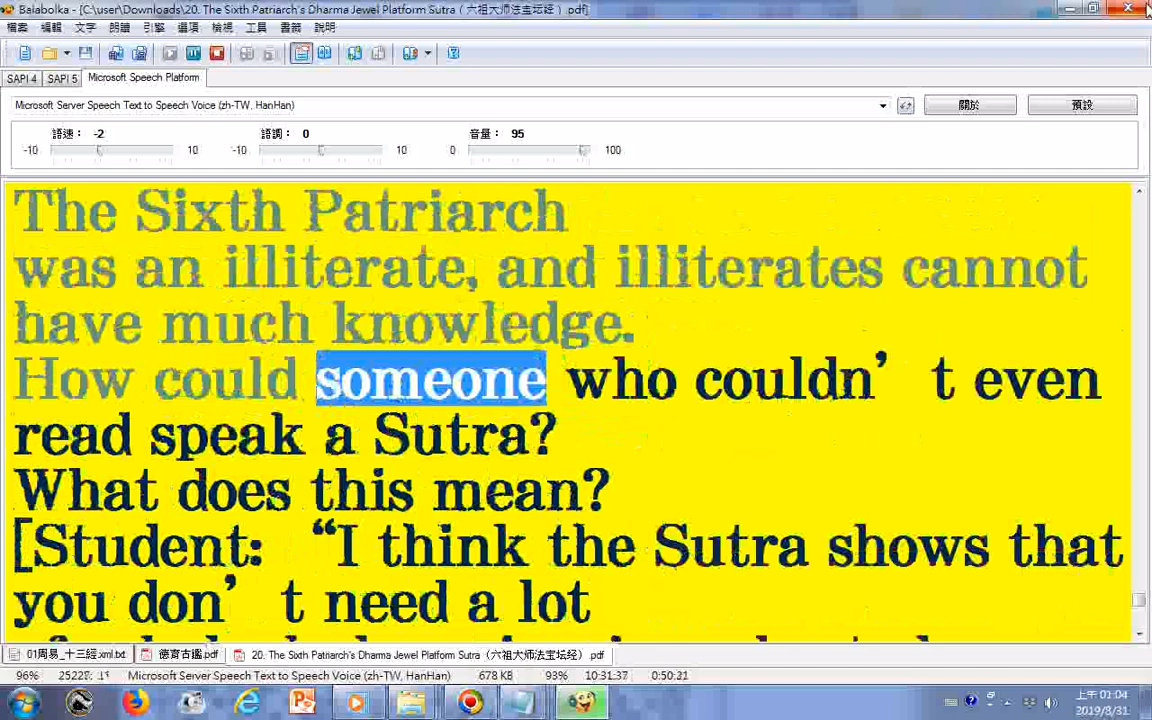 Balabolka - [C:\user\Downloads\20. The Sixth Patriarch's Dharma Jewel Platform Sutra（六祖大师法宝坛经）.pdf]
檔案 編輯 文字 朗讀 引擎 選項 檢視 工具 書籤 說明
SAPI 4 SAPI 5 Microsoft Speech Platform
Microsoft Server Speech Text to Speech Voice (zh-TW, HanHan) 關於 預設
語速： -2 語調： 0 音量： 95
-10 10 -10 10 0 100
The Sixth Patriarch
was an illiterate, and illiterates cannot
have much knowledge.
How could someone who couldn’t even
read speak a Sutra?
What does this mean?
[Student: “I think the Sutra shows that
you don’t need a lot
01周易_十三經.xml.txt 德育古鑑.pdf 20. The Sixth Patriarch's Dharma Jewel Platform Sutra（六祖大师法宝坛经）.pdf
96% Microsoft Server Speech Text to Speech Voice (zh-TW, HanHan) 678 KB 93% 10:31:37 0:50:21
上午 01:04
2019/8/31